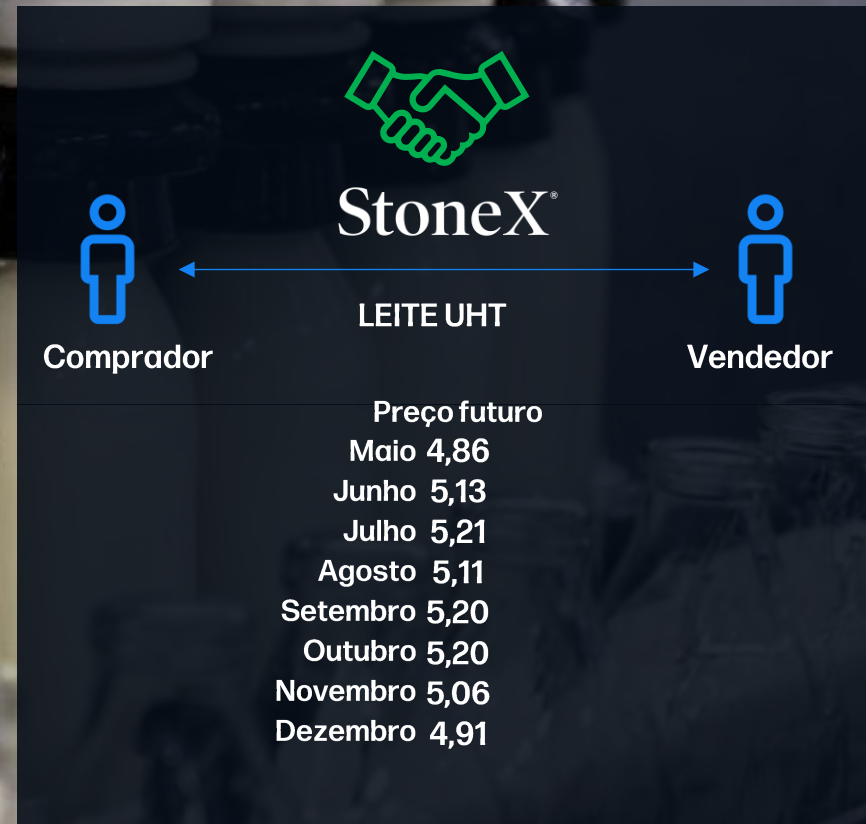 StoneX®
LEITE UHT
Comprador
Vendedor
Preço futuro
Maio 4,86
Junho 5,13
Julho 5,21
Agosto 5,11
Setembro 5,20
Outubro 5,20
Novembro 5,06
Dezembro 4,91